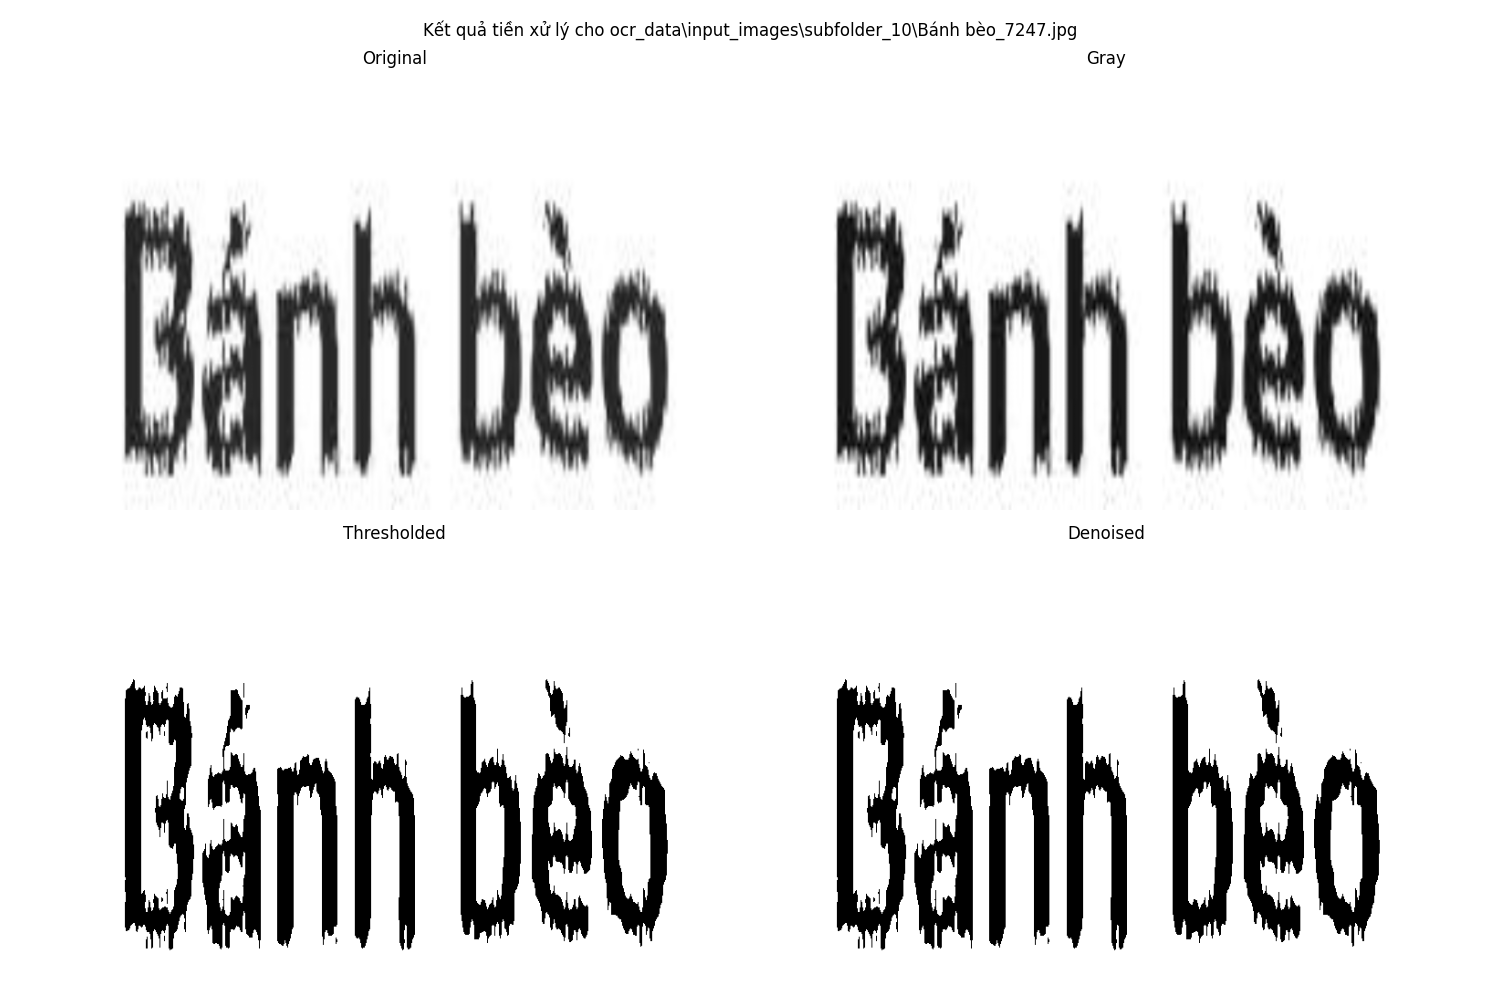 Kết quả tiền xử lý cho ocr_data\input_images\subfolder_10\Bánh bèo_7247.jpg
Original
Gray
Bánh bèo
Bánh bèo
Thresholded
Denoised
Bánh bèo
Bánh bèo